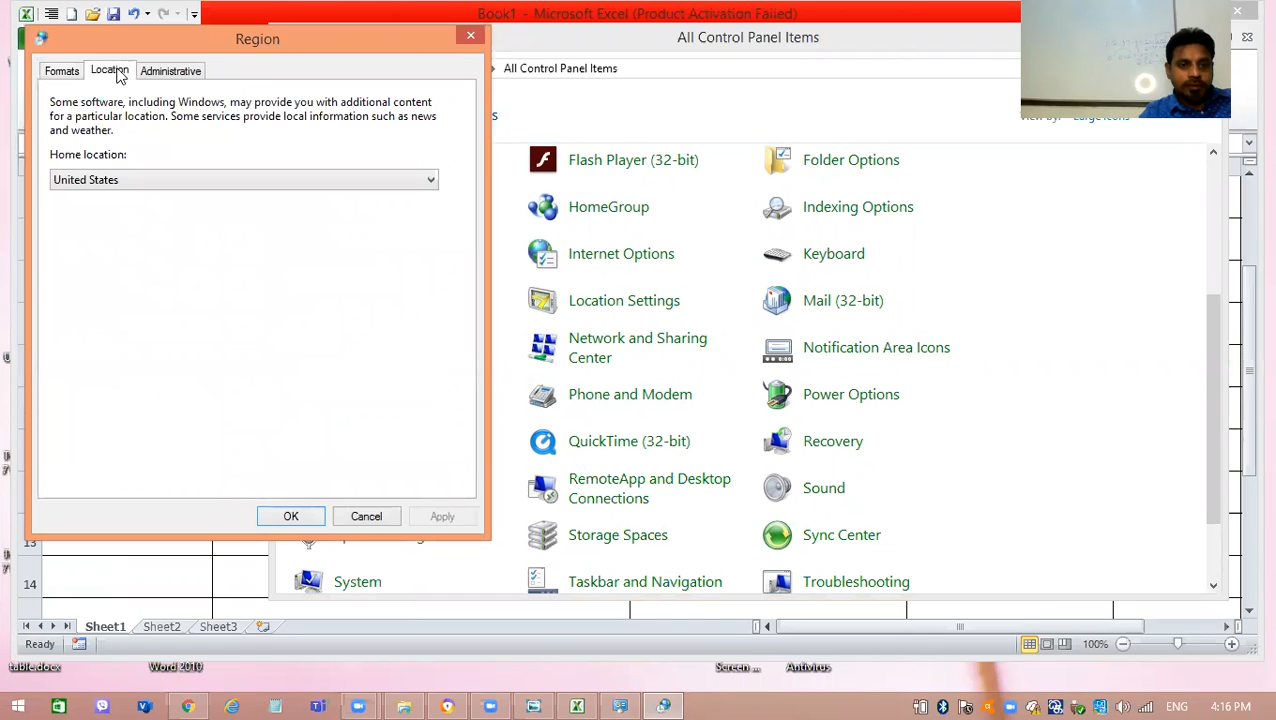 Book1 - Microsoft Excel (Product Activation Failed)
Region
All Control Panel Items
Formats
Location
Administrative
All Control Panel Items
Some software, including Windows, may provide you with additional content
for a particular location. Some services provide local information such as news
and weather.
Home location:
United States
Flash Player (32-bit)
Folder Options
HomeGroup
Indexing Options
Internet Options
Keyboard
Location Settings
Mail (32-bit)
Network and Sharing
Center
Notification Area Icons
Phone and Modem
Power Options
QuickTime (32-bit)
Recovery
RemoteApp and Desktop
Connections
Sound
Storage Spaces
Sync Center
System
Taskbar and Navigation
Troubleshooting
OK
Cancel
Apply
13
14
Sheet1
Sheet2
Sheet3
Ready
100%
table.docx
Word 2010
Screen ...
Antivirus
ENG
4:16 PM